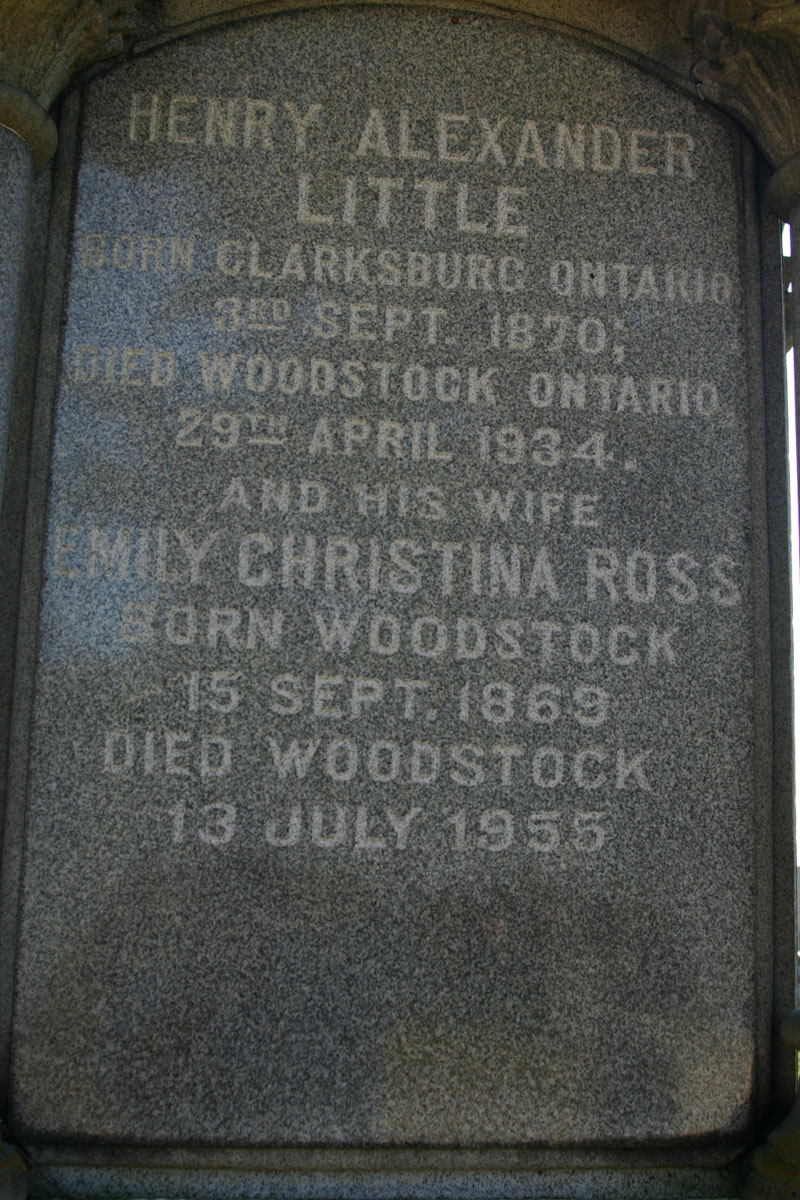 HENRY ALEXANDER
LITTLE
BORN CLARKSBURG ONTARIO
3RD SEPT. 1870;
DIED WOODSTOCK ONTARIO
29TH APRIL 1934.
AND HIS WIFE
EMILY CHRISTINA ROSS
BORN WOODSTOCK
15 SEPT. 1869
DIED WOODSTOCK
13 JULY 1955